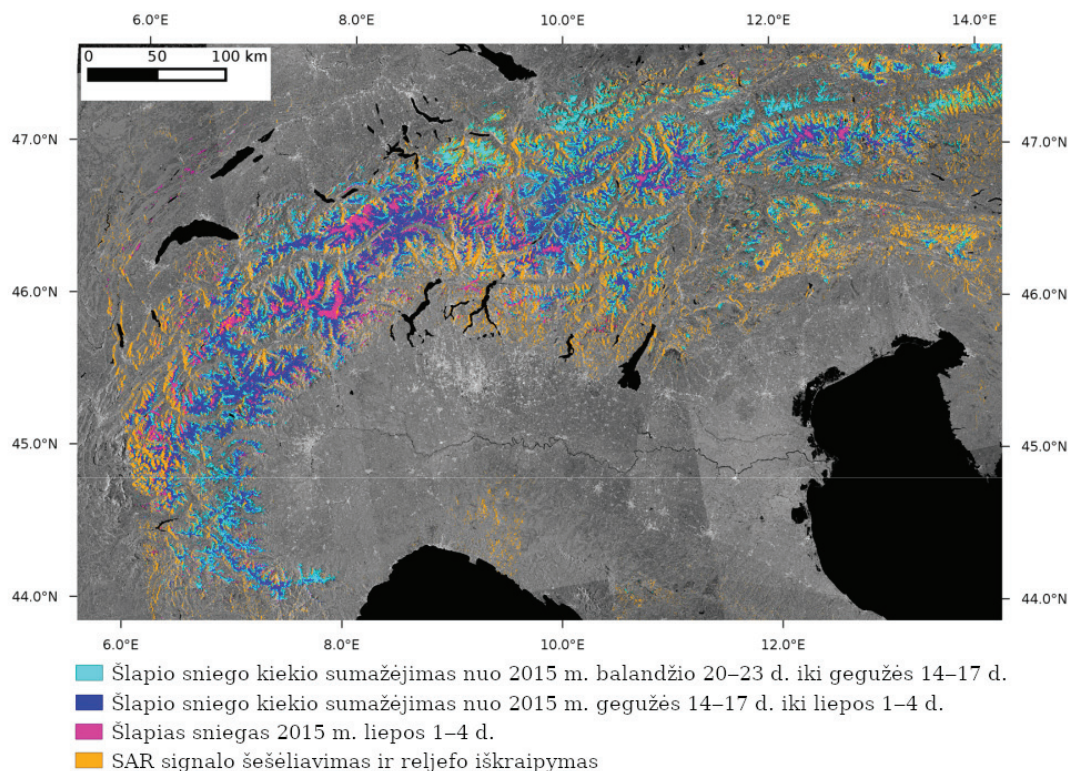 6.0°E 8.0°E 10.0°E 12.0°E 14.0°E
0 50 100 km
47.0°N 47.0°N
46.0°N 46.0°N
45.0°N 45.0°N
44.0°N 44.0°N
6.0°E 8.0°E 10.0°E 12.0°E
Šlapio sniego kiekio sumažėjimas nuo 2015 m. balandžio 20–23 d. iki gegužės 14–17 d.
Šlapio sniego kiekio sumažėjimas nuo 2015 m. gegužės 14–17 d. iki liepos 1–4 d.
Šlapias sniegas 2015 m. liepos 1–4 d.
SAR signalo šešėliavimas ir reljefo iškraipymas